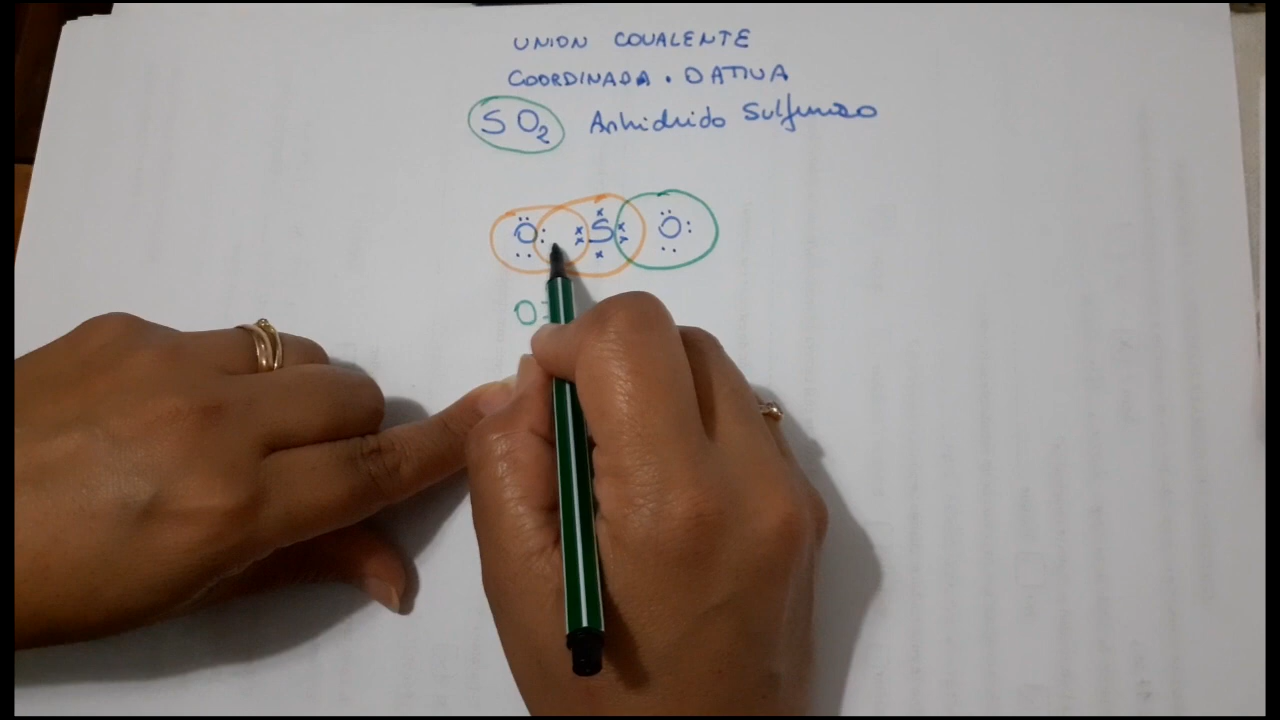 UNION COVALENTE
COORDINADA. DATIVA
SO2 Anhidrido Sulfuroso
O S O
O